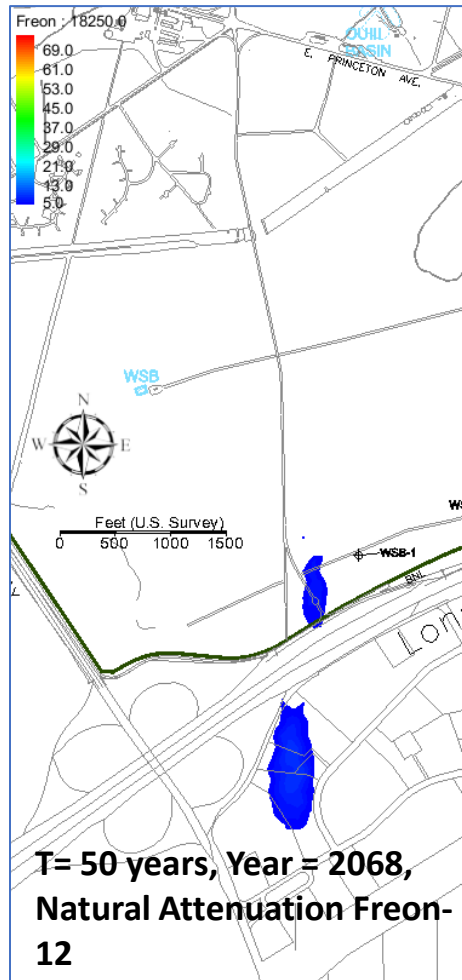 Freon : 18250.0
69.0
61.0
53.0
45.0
37.0
29.0
21.0
13.0
5.0
BASIN
E. PRINCETON AVE.
WSB
N
W E
S
Feet (U.S. Survey)
0 500 1000 1500
WSB-1
BNL
T= 50 years, Year = 2068,
Natural Attenuation Freon-
12